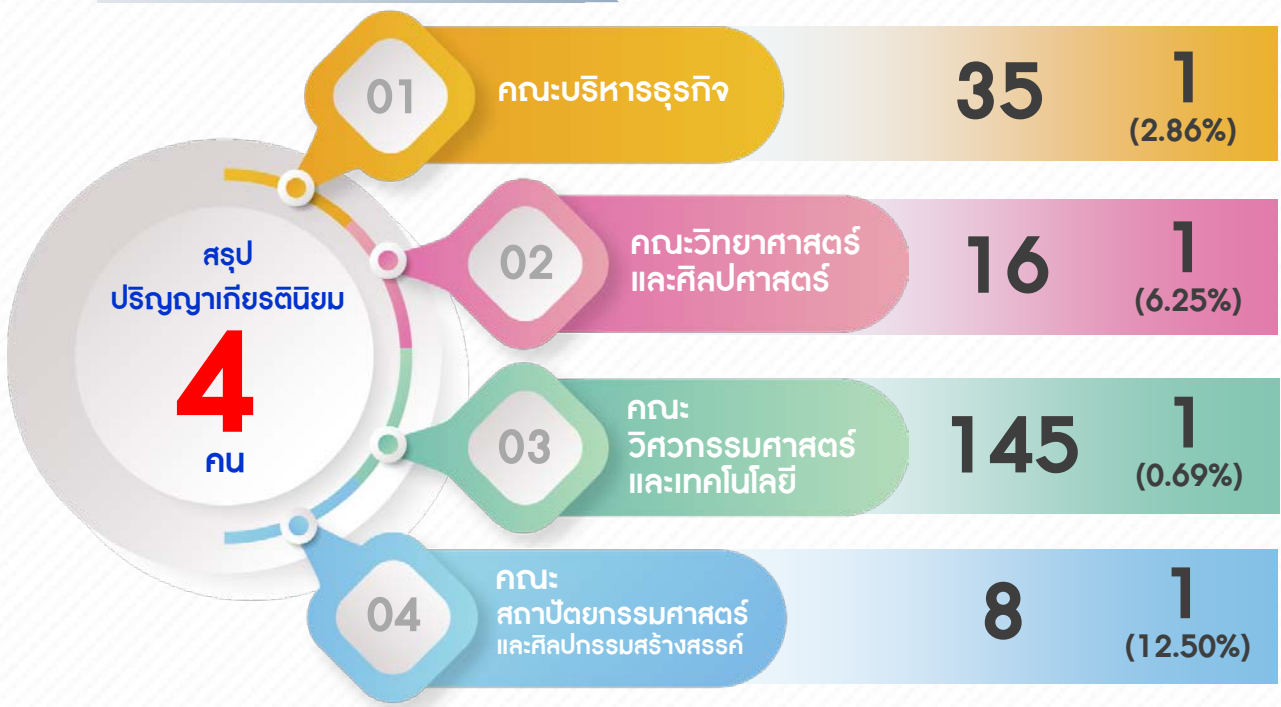 สรุป
ปริญญาเกียรตินิยม
4
คน
01
คณะบริหารธุรกิจ
35
1
(2.86%)
02
คณะวิทยาศาสตร์
และศิลปศาสตร์
16
1
(6.25%)
03
คณะ
วิศวกรรมศาสตร์
และเทคโนโลยี
145
1
(0.69%)
04
คณะ
สถาปัตยกรรมศาสตร์
และศิลปกรรมสร้างสรรค์
8
1
(12.50%)